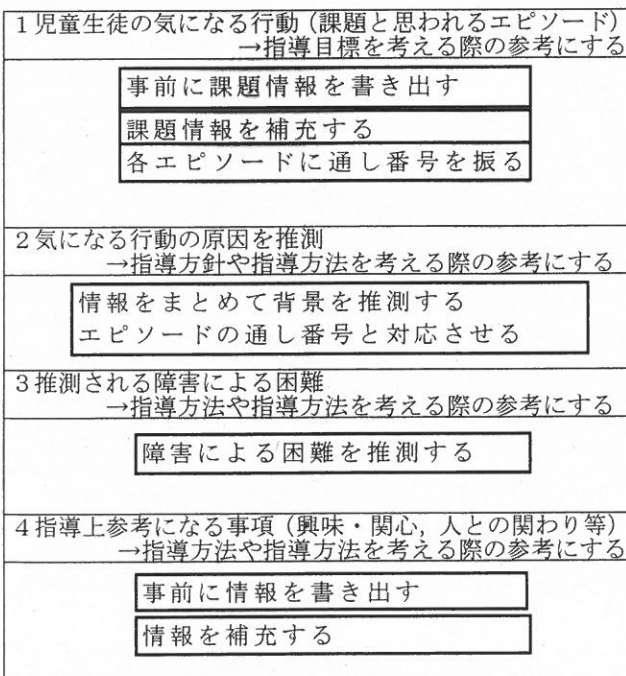 1児童生徒の気になる行動(課題と思われるエピソード)
→指導目標を考える際の参考にする
事前に課題情報を書き出す
課題情報を補充する
各エピソードに通し番号を振る
2気になる行動の原因を推測
→指導方針や指導方法を考える際の参考にする
情報をまとめて背景を推測する
エピソードの通し番号と対応させる
3推測される障害による困難
→指導方法や指導方法を考える際の参考にする
障害による困難を推測する
4指導上参考になる事項(興味・関心,人との関わり等)
→指導方法や指導方法を考える際の参考にする
事前に情報を書き出す
情報を補充する